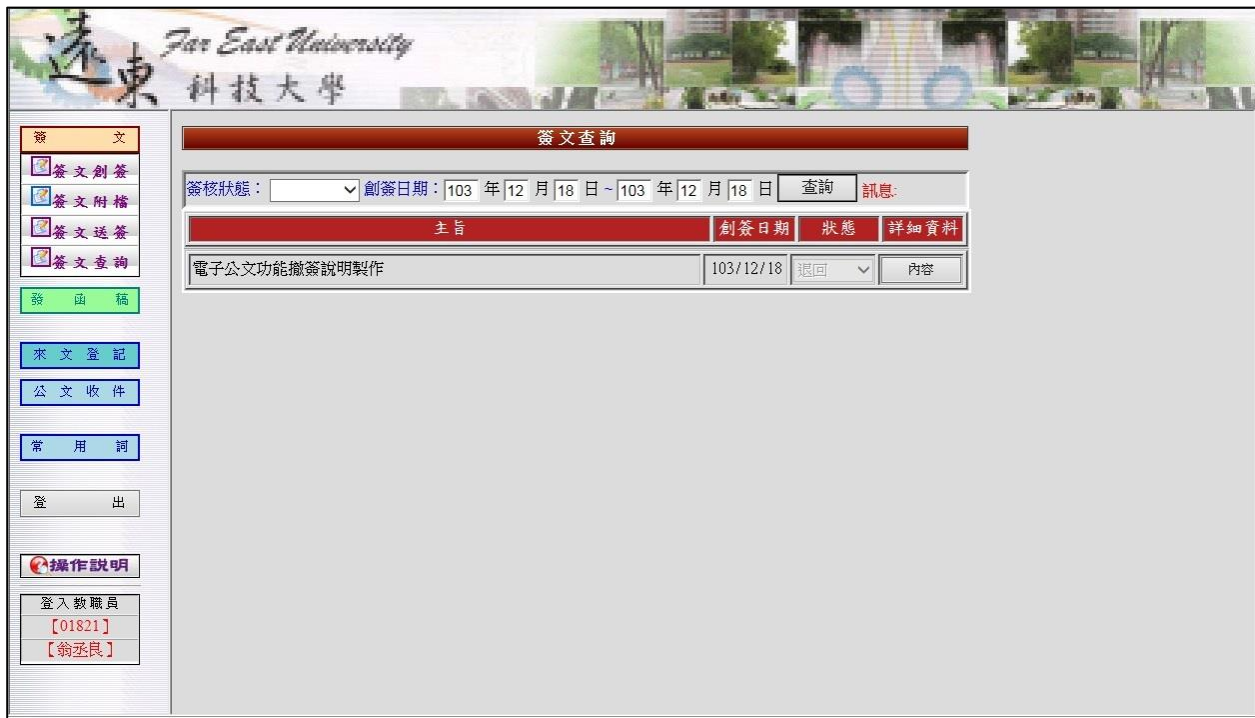 遠東
Far East University
科技大學
簽 文
簽文創簽
簽文附檔
簽文送簽
簽文查詢
發 函 稿
來 文 登 記
公 文 收 件
常 用 詞
登 出
操作説明
登入教職員
【01821】
【翁丞良】
簽文查詢
簽核狀態： 創簽日期：103 年 12 月 18 日 ~ 103 年 12 月 18 日 查詢 訊息:
主旨 創簽日期 狀態 詳細資料
電子公文功能撤簽說明製作 103/12/18 退回 內容